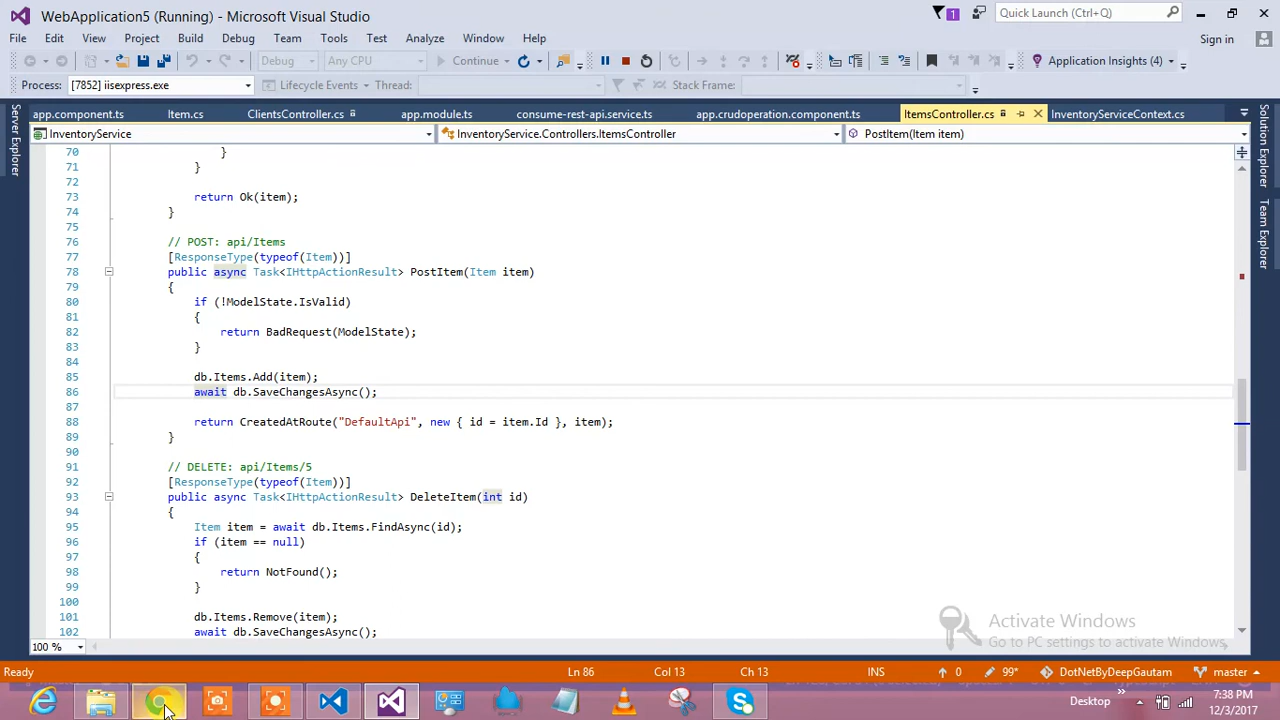 WebApplication5 (Running) - Microsoft Visual Studio
1
Quick Launch (Ctrl+Q)
File Edit View Project Build Debug Team Tools Test Analyze Window Help
Sign in
Debug Any CPU Continue Application Insights (4)
Process: [7852] iisexpress.exe Lifecycle Events Thread: Stack Frame:
app.component.ts Item.cs ClientsController.cs app.module.ts consume-rest-api.service.ts app.crudoperation.component.ts ItemsController.cs InventoryServiceContext.cs
InventoryService InventoryService.Controllers.ItemsController PostItem(Item item)
Server Explorer
Solution Explorer
Team Explorer
70 }
71 }
72
73 return Ok(item);
74 }
75
76 // POST: api/Items
77 [ResponseType(typeof(Item))]
78 public async Task<IHttpActionResult> PostItem(Item item)
79 {
80 if (!ModelState.IsValid)
81 {
82 return BadRequest(ModelState);
83 }
84
85 db.Items.Add(item);
86 await db.SaveChangesAsync();
87
88 return CreatedAtRoute("DefaultApi", new { id = item.Id }, item);
89 }
90
91 // DELETE: api/Items/5
92 [ResponseType(typeof(Item))]
93 public async Task<IHttpActionResult> DeleteItem(int id)
94 {
95 Item item = await db.Items.FindAsync(id);
96 if (item == null)
97 {
98 return NotFound();
99 }
100
101 db.Items.Remove(item);
102 await db.SaveChangesAsync();
Activate Windows
Go to PC settings to activate Windows.
100 %
Ready Ln 86 Col 13 Ch 13 INS 0 99* DotNetByDeepGautam master
Desktop
7:38 PM
12/3/2017